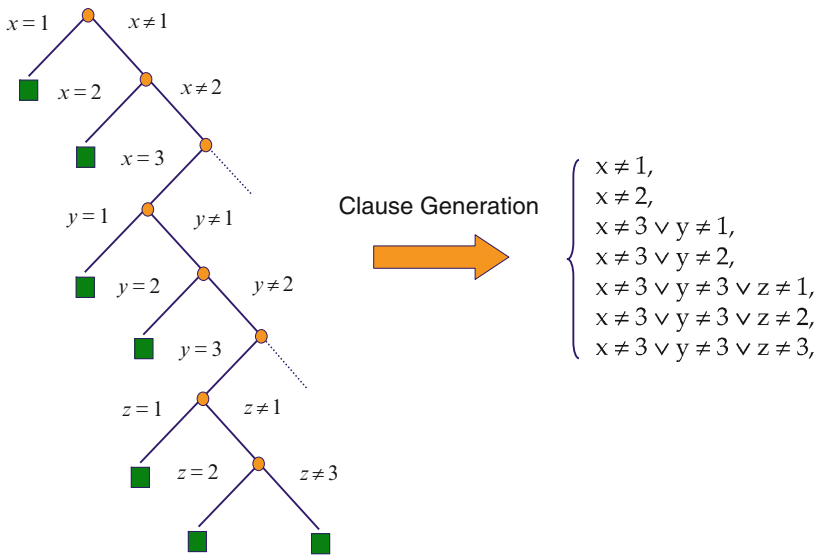 x = 1 x ≠ 1
x = 2 x ≠ 2
x = 3
y = 1 y ≠ 1
y = 2 y ≠ 2
y = 3
z = 1 z ≠ 1
z = 2 z ≠ 3
Clause Generation
x ≠ 1,
x ≠ 2,
x ≠ 3 ∨ y ≠ 1,
x ≠ 3 ∨ y ≠ 2,
x ≠ 3 ∨ y ≠ 3 ∨ z ≠ 1,
x ≠ 3 ∨ y ≠ 3 ∨ z ≠ 2,
x ≠ 3 ∨ y ≠ 3 ∨ z ≠ 3,